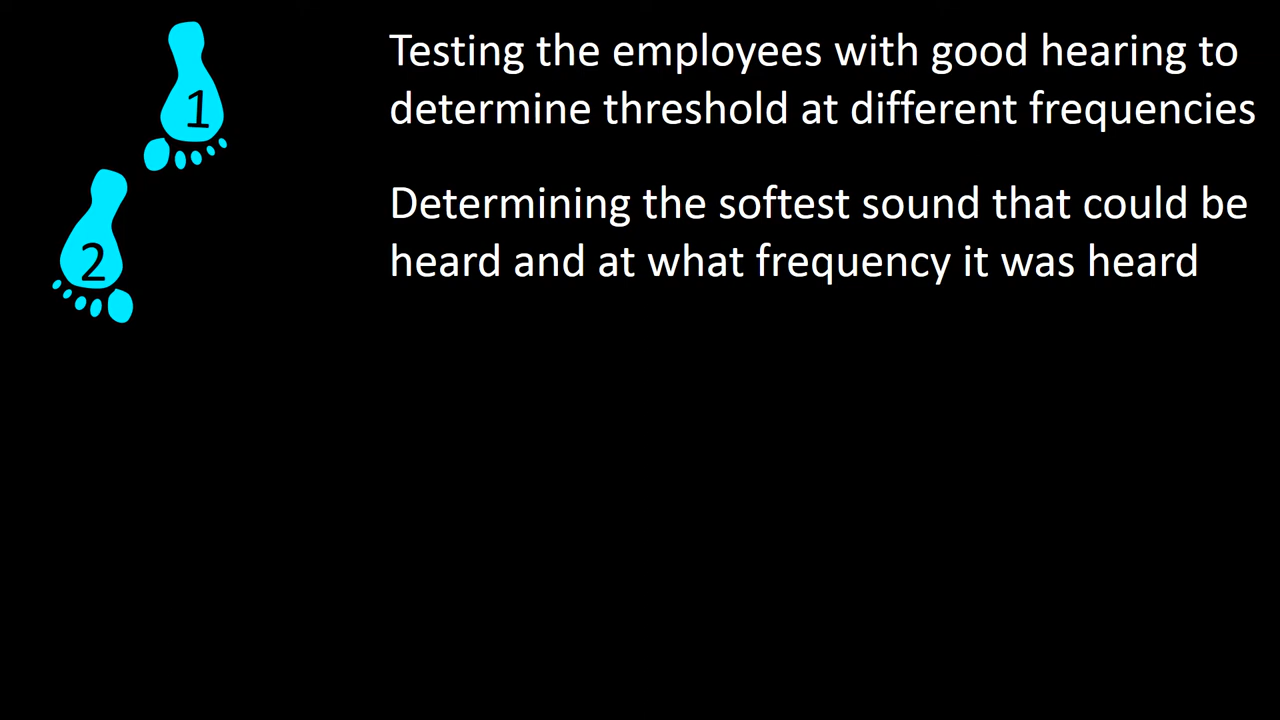 1
Testing the employees with good hearing to
determine threshold at different frequencies
2
Determining the softest sound that could be
heard and at what frequency it was heard